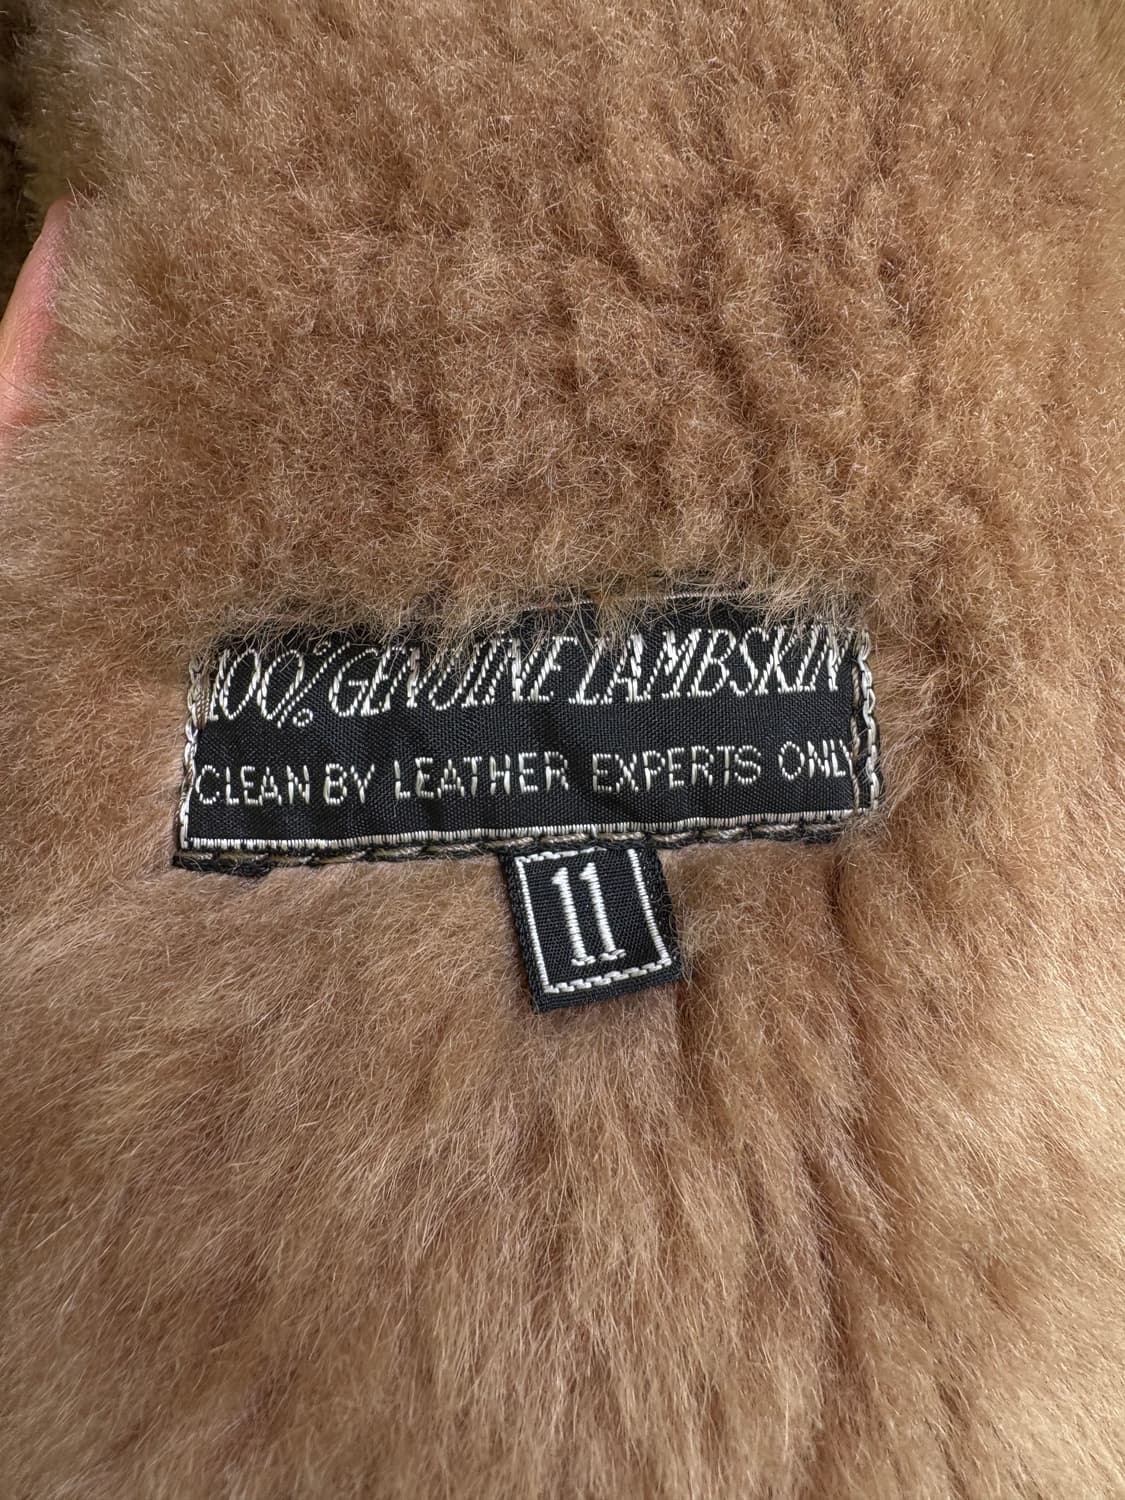 100% GENUINE LAMBSKIN
CLEAN BY LEATHER EXPERTS ONLY
11